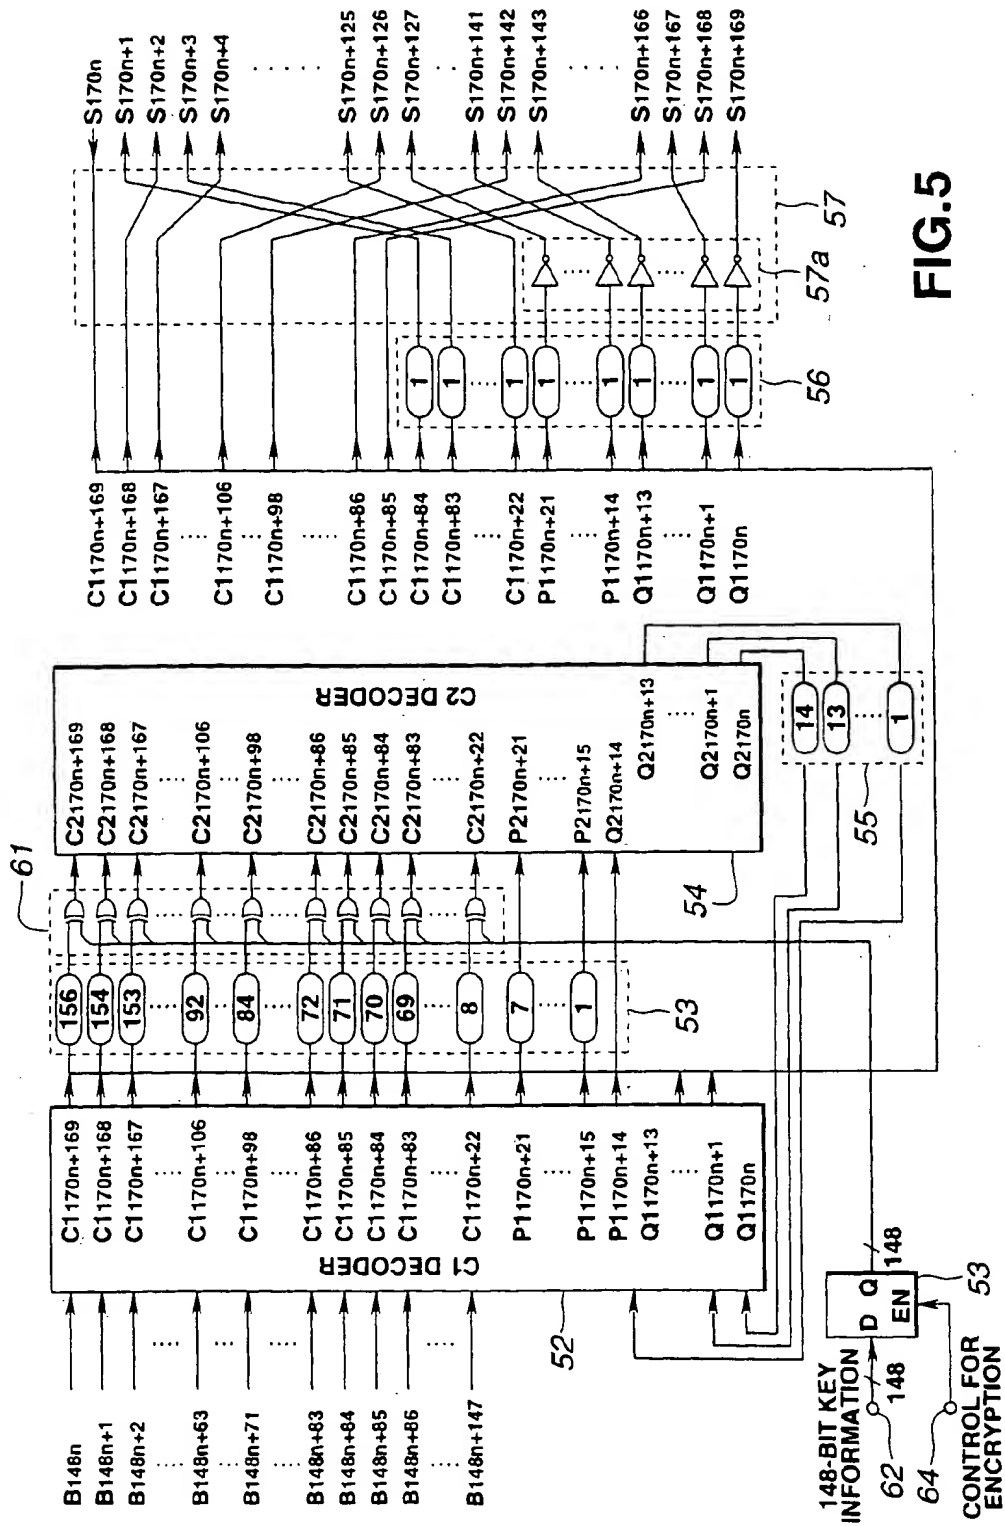 B148n
B148n+1
B148n+2
B148n+63
B148n+71
B148n+83
B148n+84
B148n+85
B148n+86
B148n+147
C1 DECODER
C1170n+169
C1170n+168
C1170n+167
C1170n+106
C1170n+98
C1170n+86
C1170n+85
C1170n+84
C1170n+83
C1170n+22
P1170n+21
P1170n+15
P1170n+14
Q1170n+13
Q1170n+1
Q1170n
52
156
154
153
92
84
72
71
70
69
8
7
1
53
61
C2 DECODER
C2170n+169
C2170n+168
C2170n+167
C2170n+106
C2170n+98
C2170n+86
C2170n+85
C2170n+84
C2170n+83
C2170n+22
P2170n+21
P2170n+15
Q2170n+14
Q2170n+13
Q2170n+1
Q2170n
54
14
13
1
55
148-BIT KEY
INFORMATION
148
62
64
CONTROL FOR
ENCRYPTION
D Q
EN
148
53
C1170n+169
C1170n+168
C1170n+167
C1170n+106
C1170n+98
C1170n+86
C1170n+85
C1170n+84
C1170n+83
C1170n+22
P1170n+21
P1170n+14
Q1170n+13
Q1170n+1
Q1170n
1
1
1
1
1
1
1
1
56
57a
57
S170n
S170n+1
S170n+2
S170n+3
S170n+4
S170n+125
S170n+126
S170n+127
S170n+141
S170n+142
S170n+143
S170n+166
S170n+167
S170n+168
S170n+169
FIG.5